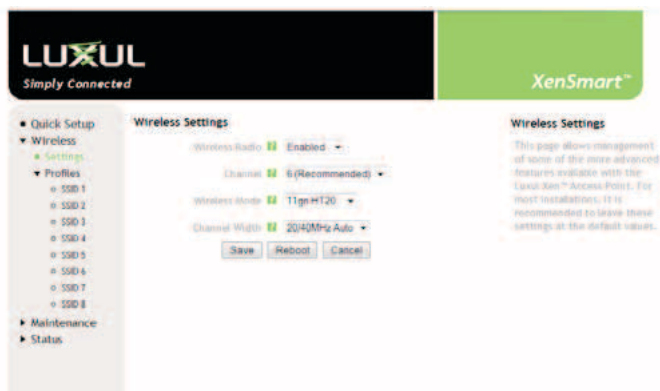 LUXUL
Simply Connected
XenSmart™
Quick Setup
Wireless
Settings
Profiles
SSID 1
SSID 2
SSID 3
SSID 4
SSID 5
SSID 6
SSID 7
SSID 8
Maintenance
Status
Wireless Settings
Wireless Radio Enabled
Channel 6 (Recommended)
Wireless Mode 11gn HT20
Channel Width 20/40MHz Auto
Save Reboot Cancel
Wireless Settings
This page allows management
of some of the more advanced
features available with the
Luxul Xen™ Access Point. For
most installations, it is
recommended to leave these
settings at the default values.